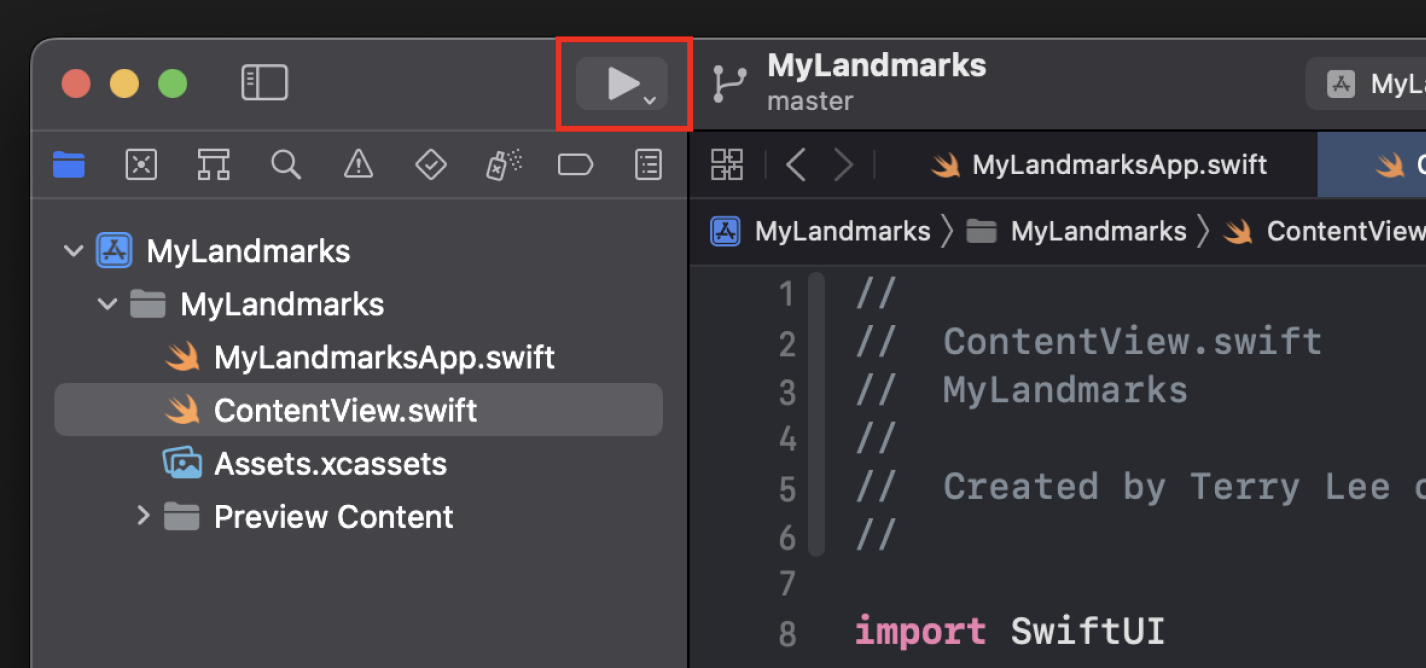 MyLandmarks
master
MyL
MyLandmarksApp.swift
MyLandmarks
MyLandmarks
ContentView
MyLandmarks
MyLandmarks
MyLandmarksApp.swift
ContentView.swift
Assets.xcassets
Preview Content
1 //
2 // ContentView.swift
3 // MyLandmarks
4 //
5 // Created by Terry Lee
6 //
7
8 import SwiftUI